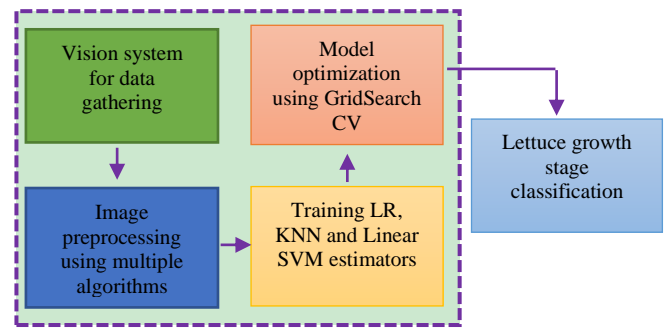 Vision system
for data
gathering
Model
optimization
using GridSearch
CV
Lettuce growth
stage
classification
Image
preprocessing
using multiple
algorithms
Training LR,
KNN and Linear
SVM estimators